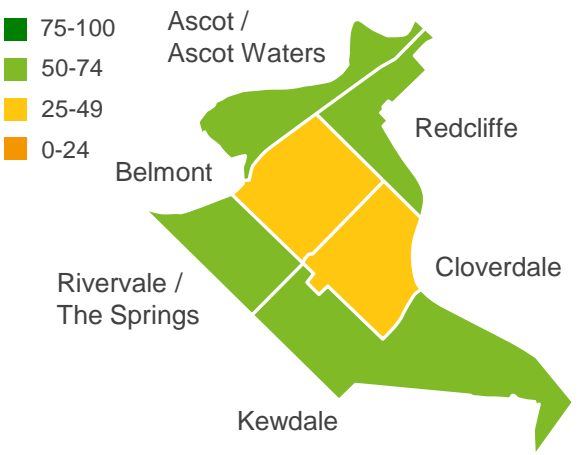 75-100
50-74
25-49
0-24
Ascot /
Ascot Waters
Redcliffe
Belmont
Cloverdale
Rivervale /
The Springs
Kewdale